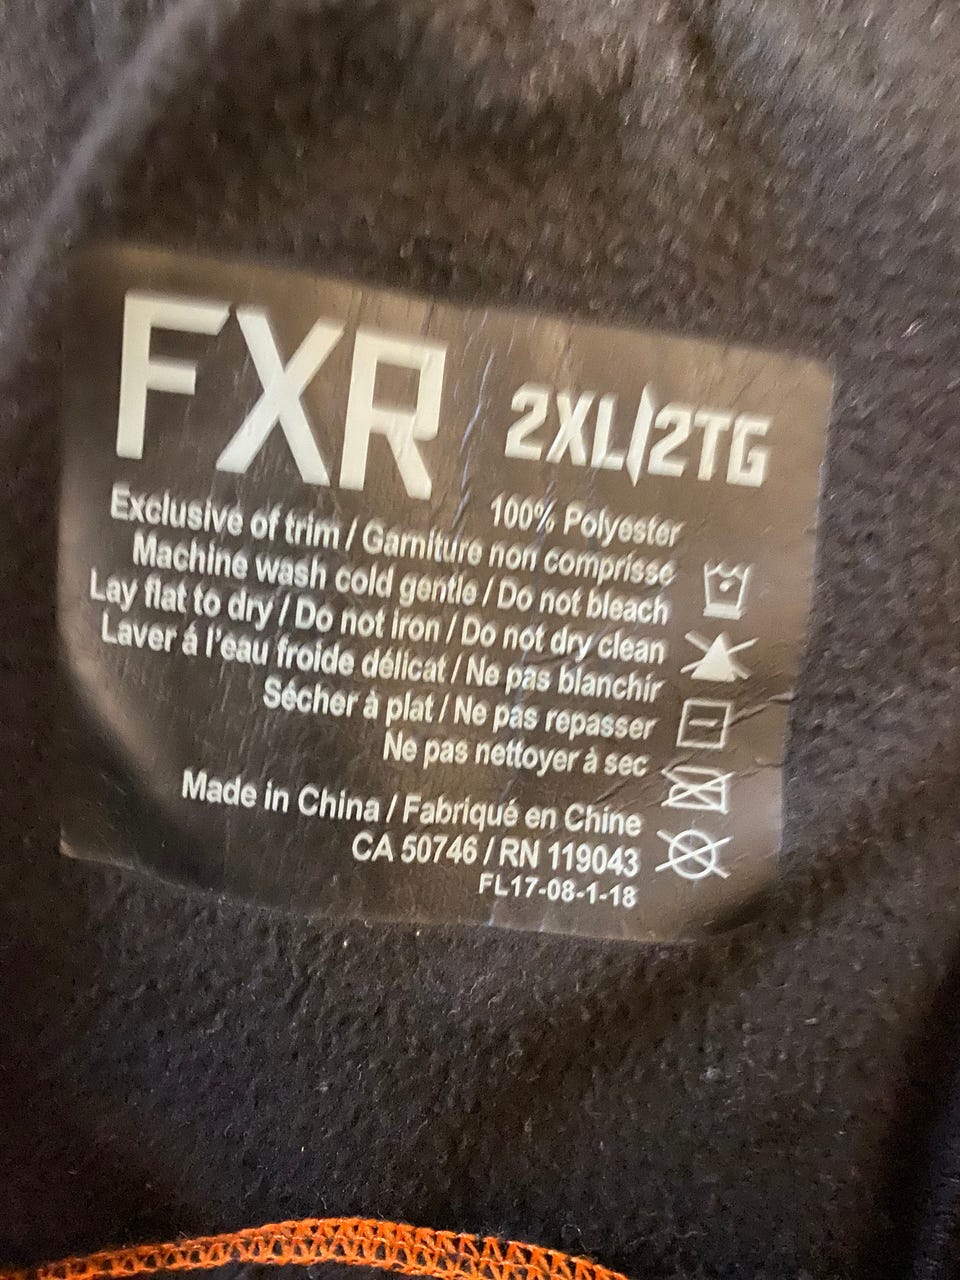 FXR
2XL/2TG
100% Polyester
Exclusive of trim / Garniture non comprisse
Machine wash cold gentle / Do not bleach
Lay flat to dry / Do not iron / Do not dry clean
Laver á l'eau froide délicat / Ne pas blanchir
Sécher à plat / Ne pas repasser
Ne pas nettoyer à sec
Made in China / Fabriqué en Chine
CA 50746 / RN 119043
FL17-08-1-18